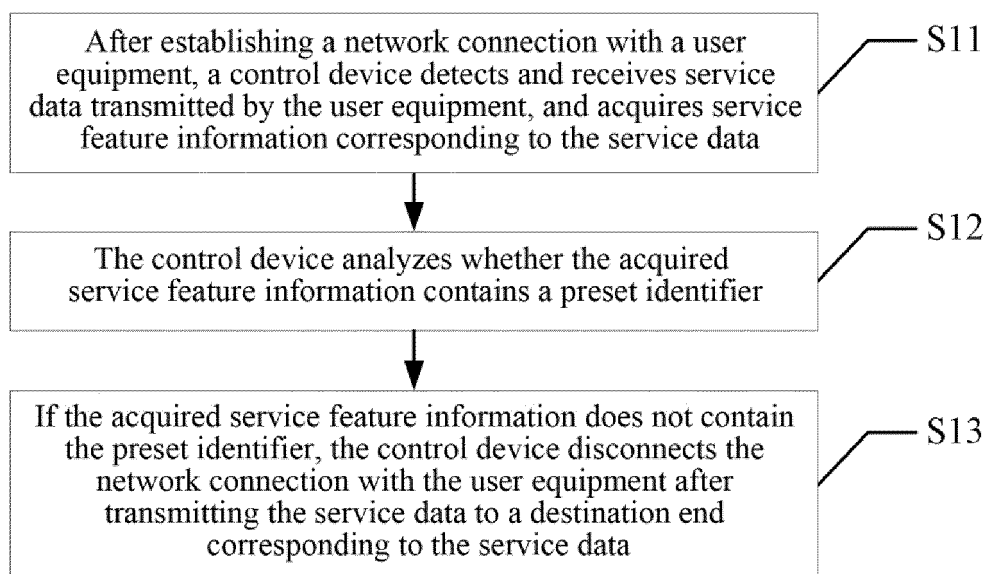 After establishing a network connection with a user
equipment, a control device detects and receives service
data transmitted by the user equipment, and acquires service
feature information corresponding to the service data
S11
The control device analyzes whether the acquired
service feature information contains a preset identifier
S12
If the acquired service feature information does not contain
the preset identifier, the control device disconnects the
network connection with the user equipment after
transmitting the service data to a destination end
corresponding to the service data
S13